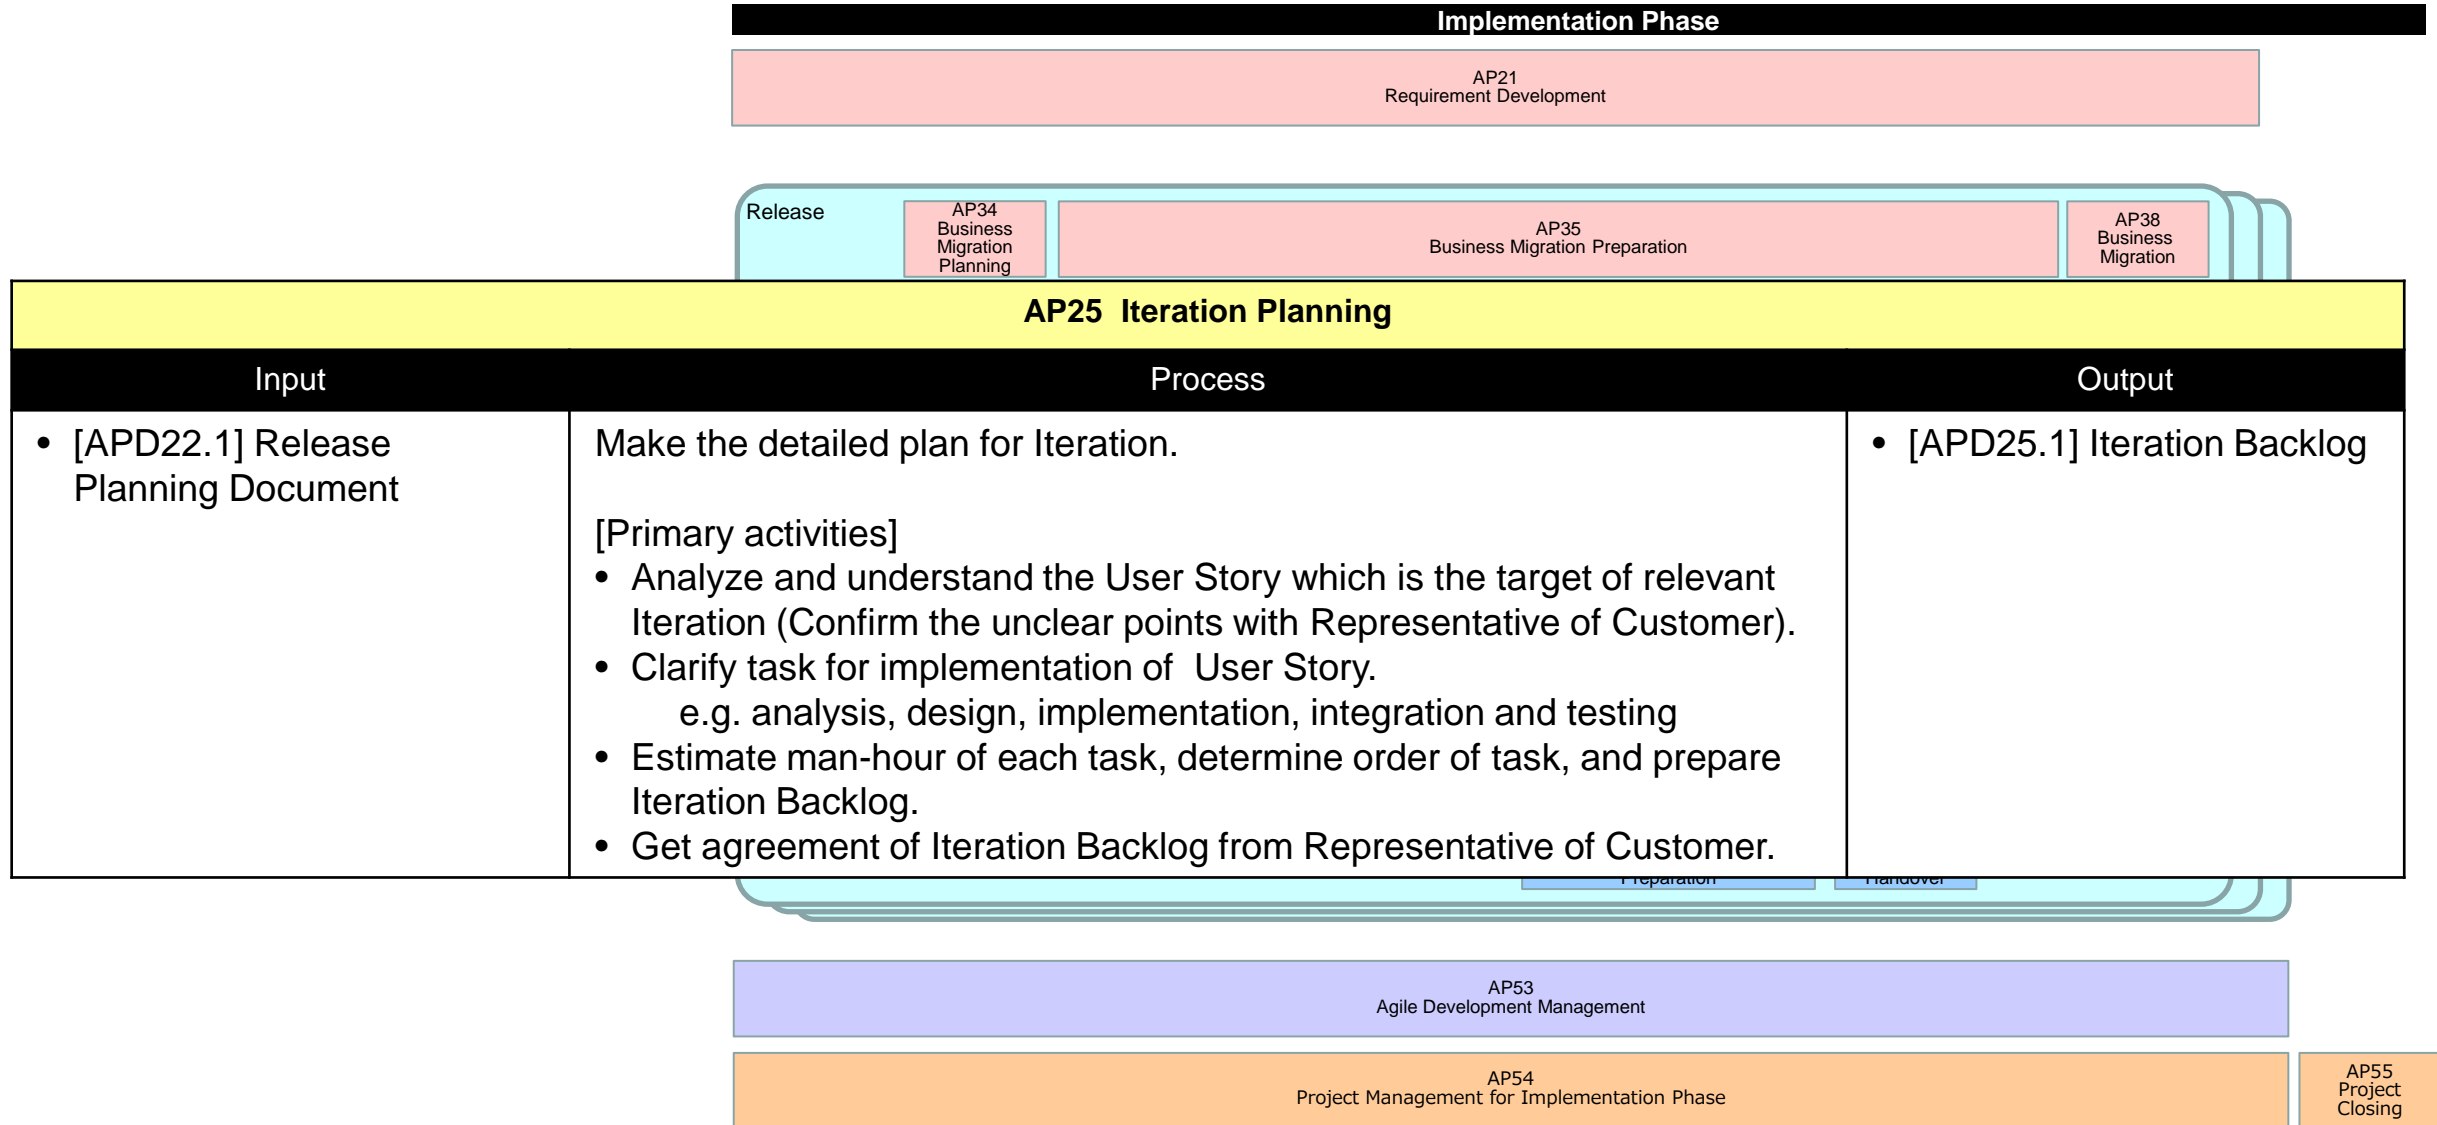 Implementation Phase
AP21
Requirement Development
Release
AP34
Business
Migration
Planning
AP35
Business Migration Preparation
AP38
Business
Migration
AP25  Iteration Planning
Input
Process
Output
• [APD22.1] Release
Planning Document
Make the detailed plan for Iteration.
[Primary activities]
• Analyze and understand the User Story which is the target of relevant
Iteration (Confirm the unclear points with Representative of Customer).
• Clarify task for implementation of  User Story.
e.g. analysis, design, implementation, integration and testing
• Estimate man-hour of each task, determine order of task, and prepare
Iteration Backlog.
• Get agreement of Iteration Backlog from Representative of Customer.
• [APD25.1] Iteration Backlog
Preparation
Handover
AP53
Agile Development Management
AP54
Project Management for Implementation Phase
AP55
Project
Closing